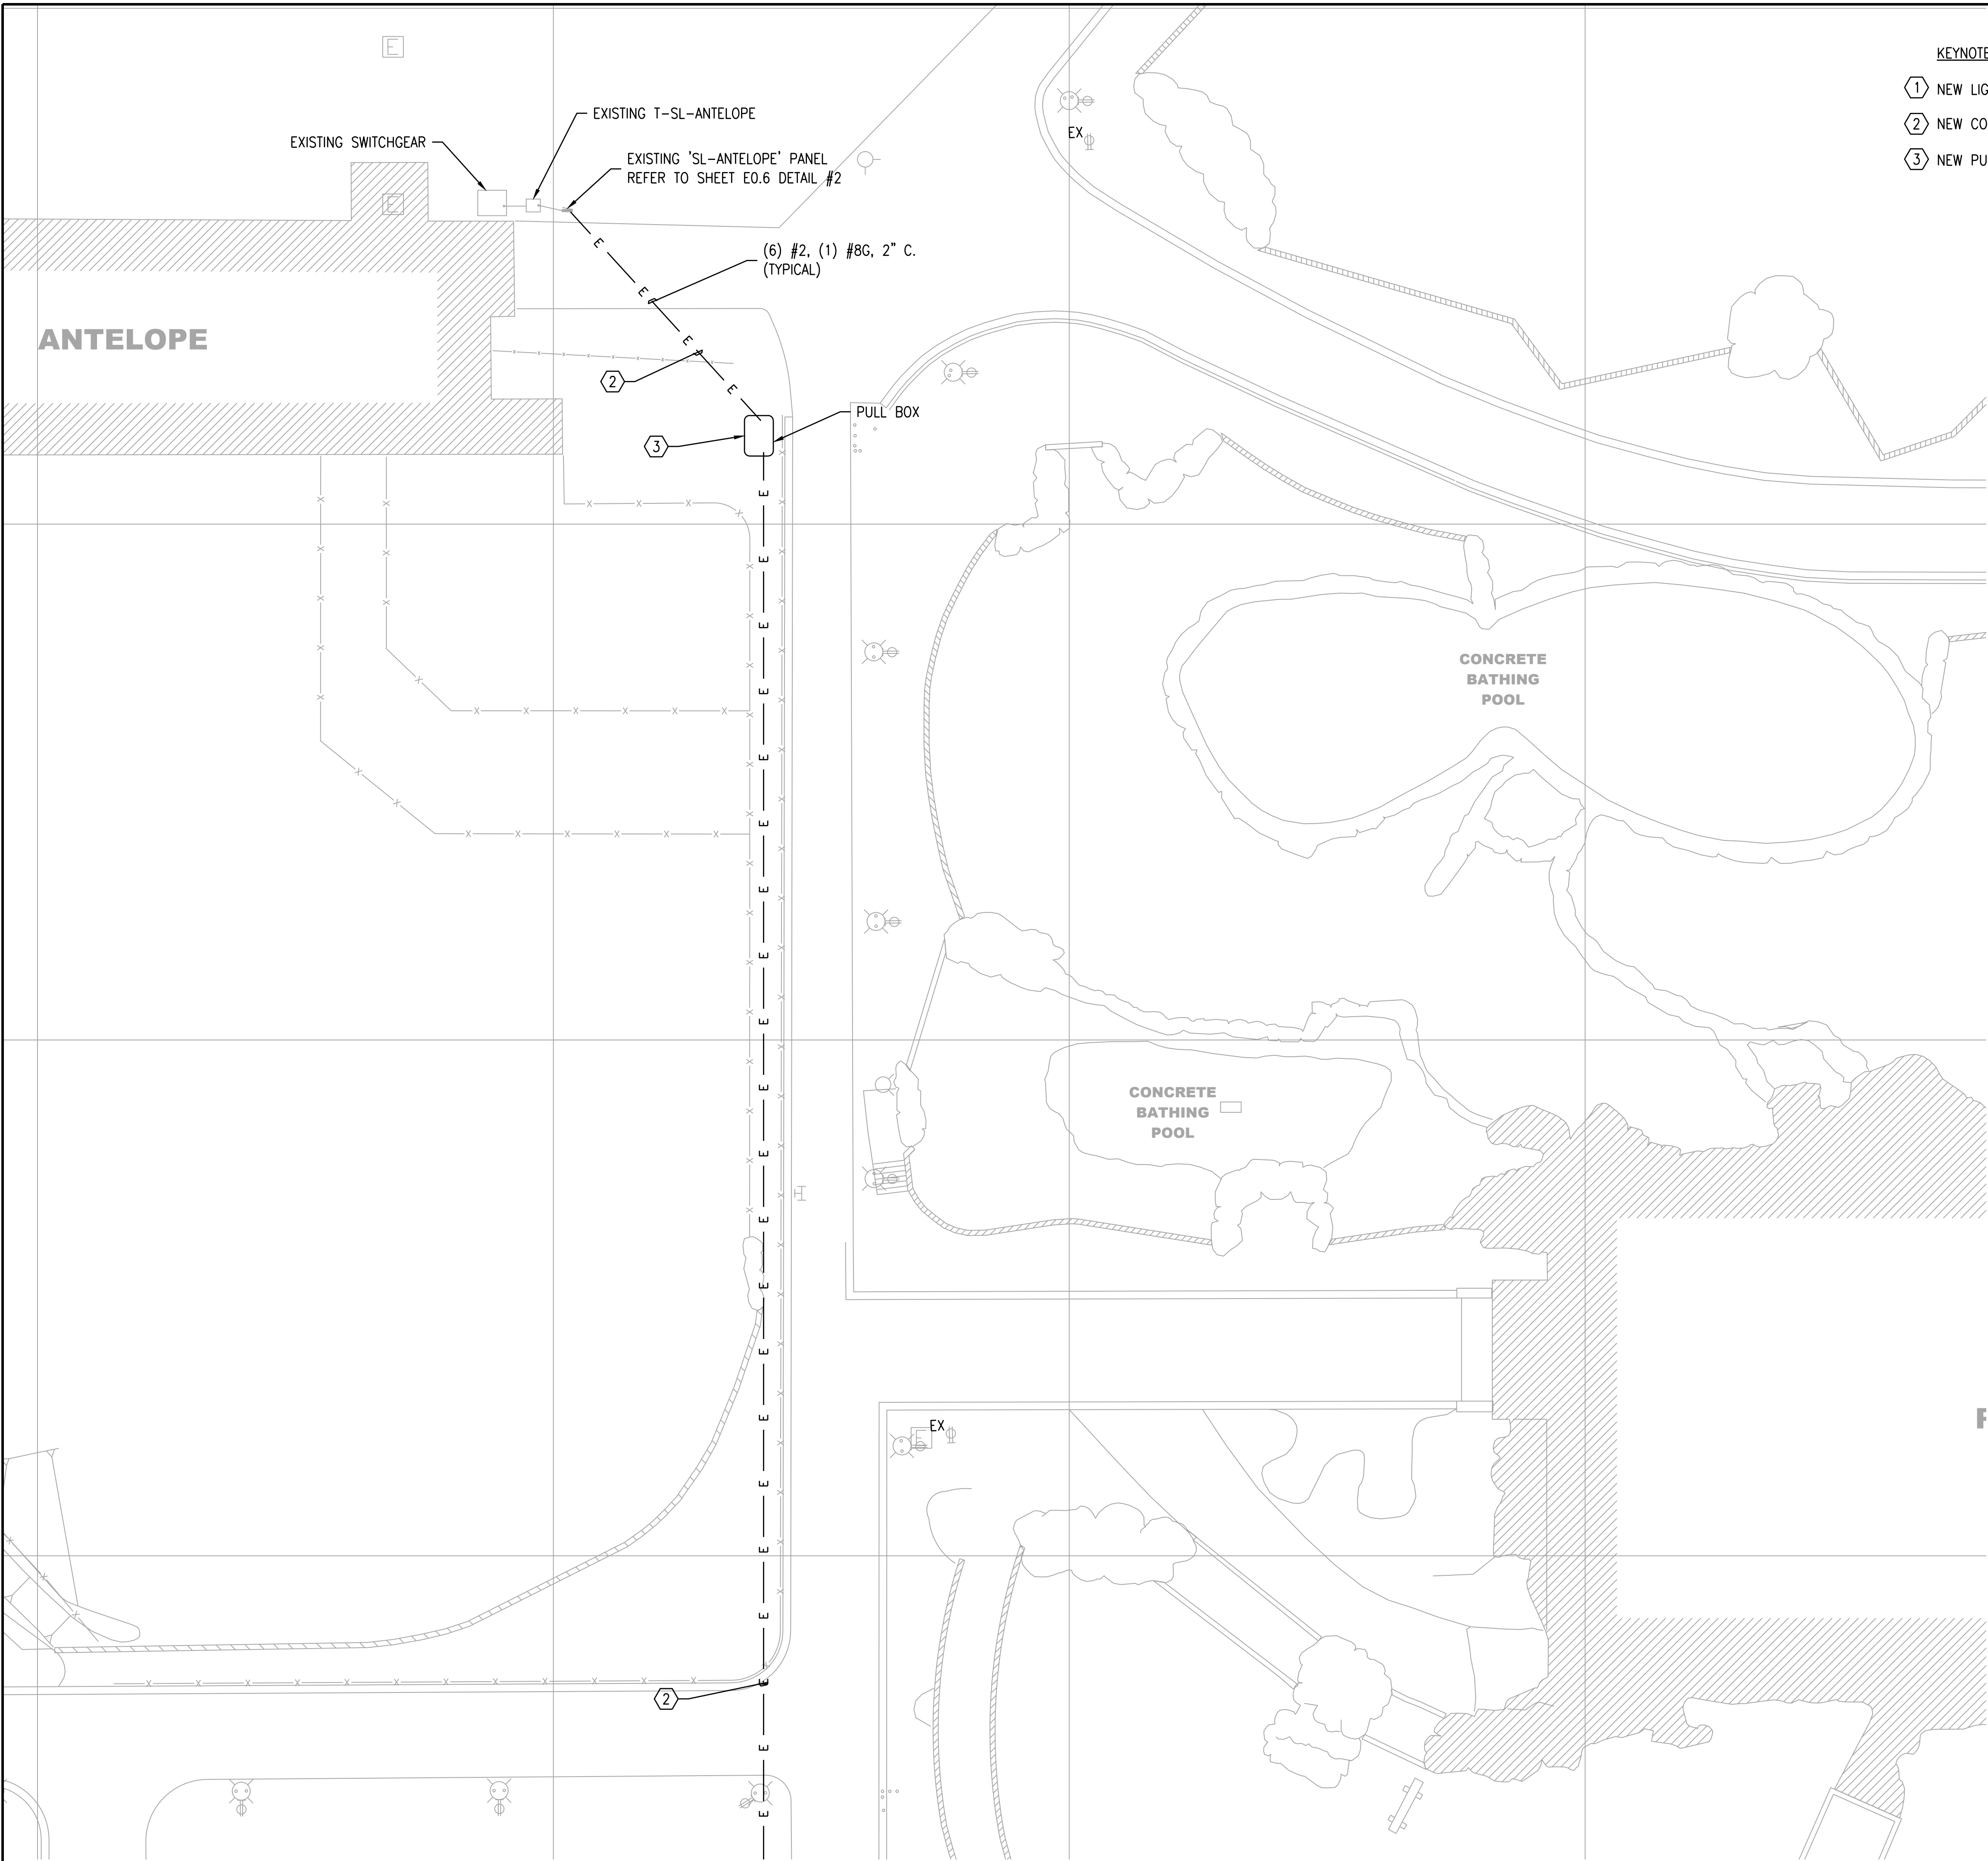 KEYNOTE
1 NEW LIG
2 NEW CO
3 NEW PU
E
EXISTING T-SL-ANTELOPE
EXISTING SWITCHGEAR
EXISTING 'SL-ANTELOPE' PANEL
REFER TO SHEET E0.6 DETAIL #2
EX
E
(6) #2, (1) #8G, 2" C.
(TYPICAL)
ANTELOPE
2
PULL BOX
3
CONCRETE
BATHING
POOL
CONCRETE
BATHING
POOL
H
EX
E
2